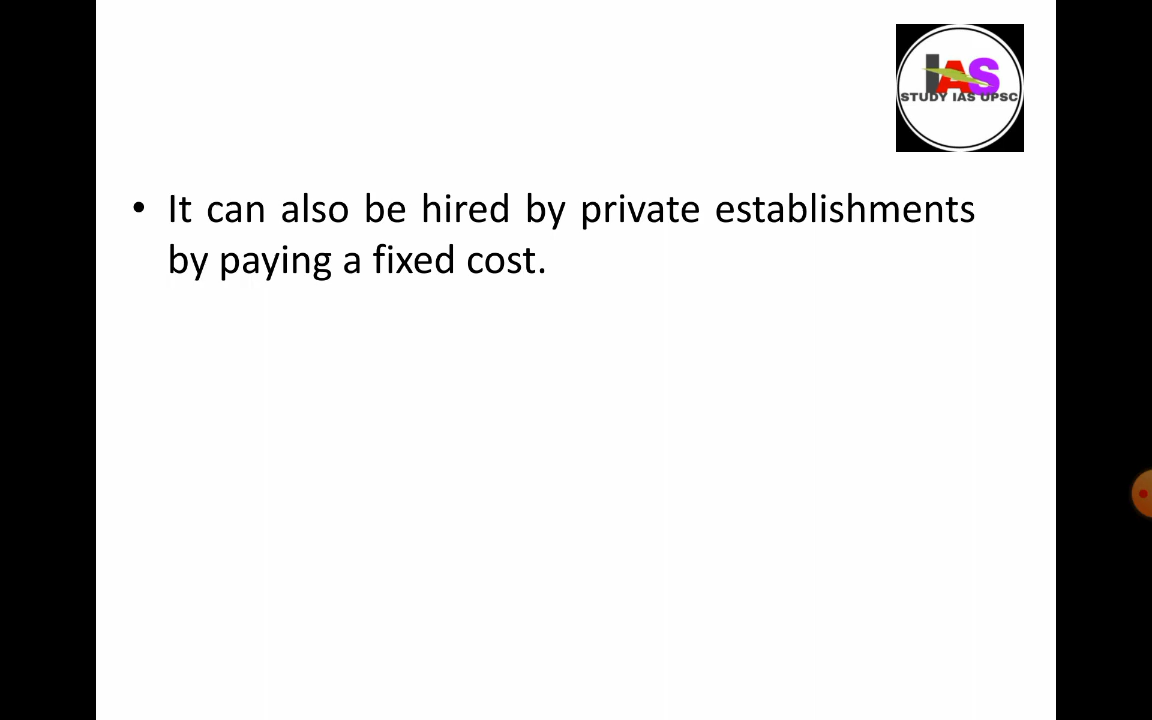 IAS
STUDY IAS UPSC
• It can also be hired by private establishments
by paying a fixed cost.